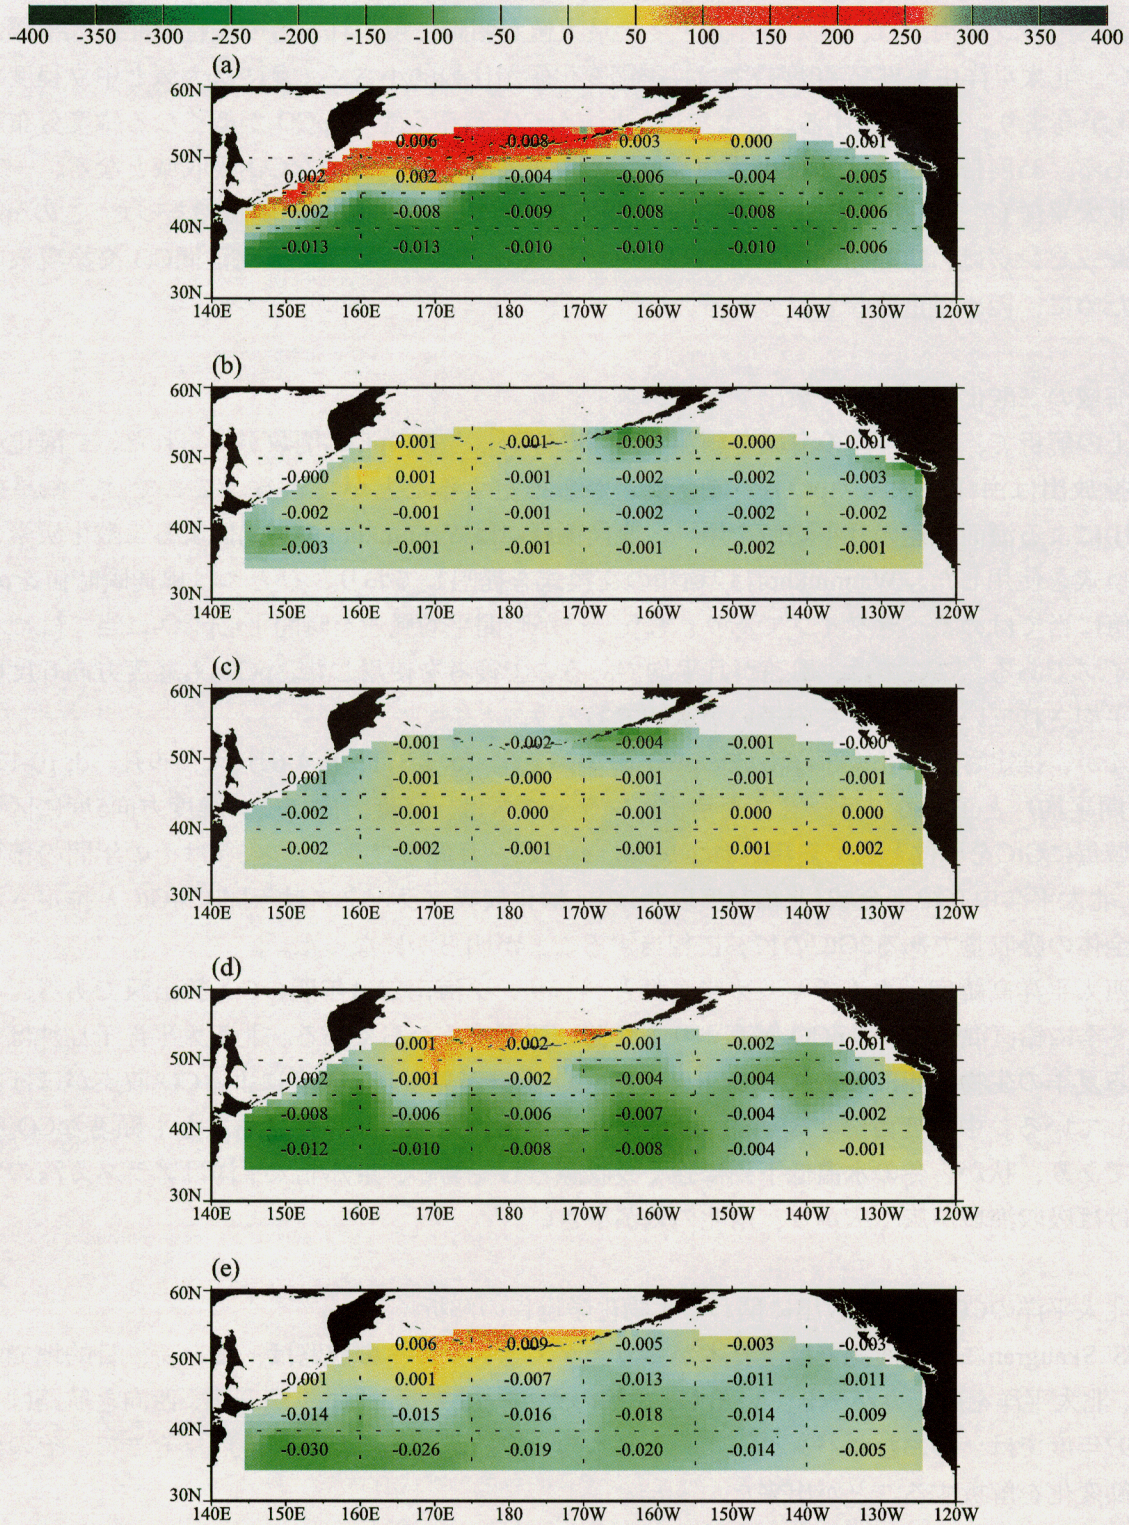 -400 -350 -300 -250 -200 -150 -100 -50 0 50 100 150 200 250 300 350 400
(a)
60N
0.006 0.008 0.003 0.000 -0.001
50N
0.002 0.002 -0.004 -0.006 -0.004 -0.005
-0.002 -0.008 -0.009 -0.008 -0.008 -0.006
40N
-0.013 -0.013 -0.010 -0.010 -0.010 -0.006
30N
140E 150E 160E 170E 180 170W 160W 150W 140W 130W 120W
(b)
60N
0.001 0.001 -0.003 -0.000 -0.001
50N
-0.000 0.001 -0.001 -0.002 -0.002 -0.003
-0.002 -0.001 -0.001 -0.002 -0.002 -0.002
40N
-0.003 -0.001 -0.001 -0.001 -0.002 -0.001
30N
140E 150E 160E 170E 180 170W 160W 150W 140W 130W 120W
(c)
60N
-0.001 -0.002 -0.004 -0.001 -0.000
50N
-0.001 -0.001 -0.000 -0.001 -0.001 -0.001
-0.002 -0.001 0.000 -0.001 0.000 0.000
40N
-0.002 -0.002 -0.001 -0.001 0.001 0.002
30N
140E 150E 160E 170E 180 170W 160W 150W 140W 130W 120W
(d)
60N
0.001 0.002 -0.001 -0.002 -0.001
50N
-0.002 -0.001 -0.002 -0.004 -0.004 -0.003
-0.008 -0.006 -0.006 -0.007 -0.004 -0.002
40N
-0.012 -0.010 -0.008 -0.008 -0.004 -0.001
30N
140E 150E 160E 170E 180 170W 160W 150W 140W 130W 120W
(e)
60N
0.006 0.009 -0.005 -0.003 -0.003
50N
-0.001 0.001 -0.007 -0.013 -0.011 -0.011
-0.014 -0.015 -0.016 -0.018 -0.014 -0.009
40N
-0.030 -0.026 -0.019 -0.020 -0.014 -0.005
30N
140E 150E 160E 170E 180 170W 160W 150W 140W 130W 120W